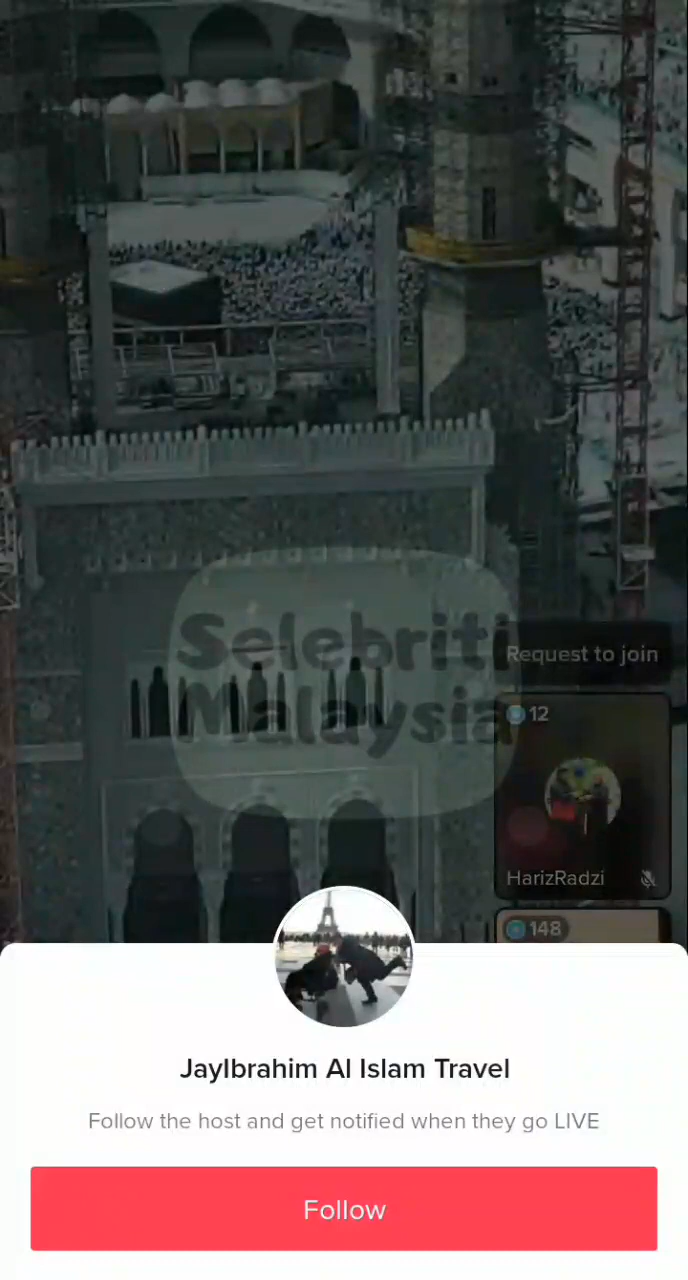 Selebriti
Malaysia
Request to join
12
HarizRadzi
148
JayIbrahim Al Islam Travel
Follow the host and get notified when they go LIVE
Follow